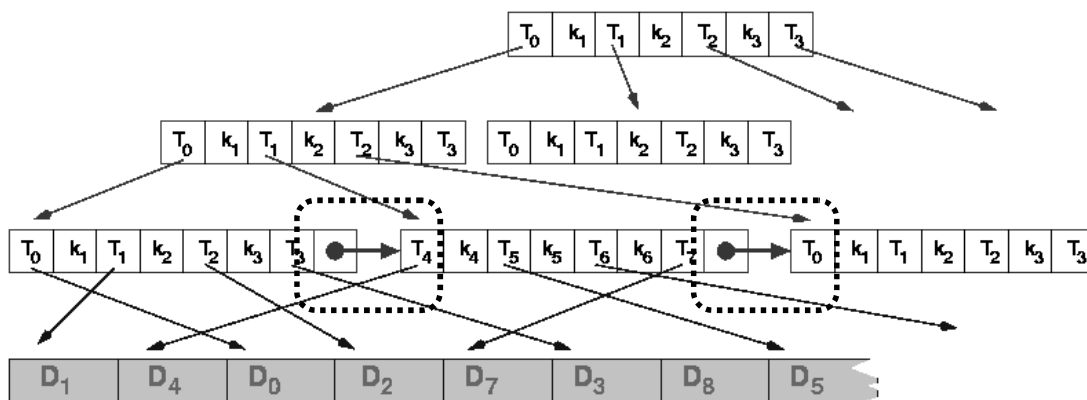 T0 k1 T1 k2 T2 k3 T3
T0 k1 T1 k2 T2 k3 T3 T0 k1 T1 k2 T2 k3 T3
T0 k1 T1 k2 T2 k3 T3 T4 k4 T5 k5 T6 k6 T7 T0 k1 T1 k2 T2 k3 T3
D1 D4 D0 D2 D7 D3 D8 D5